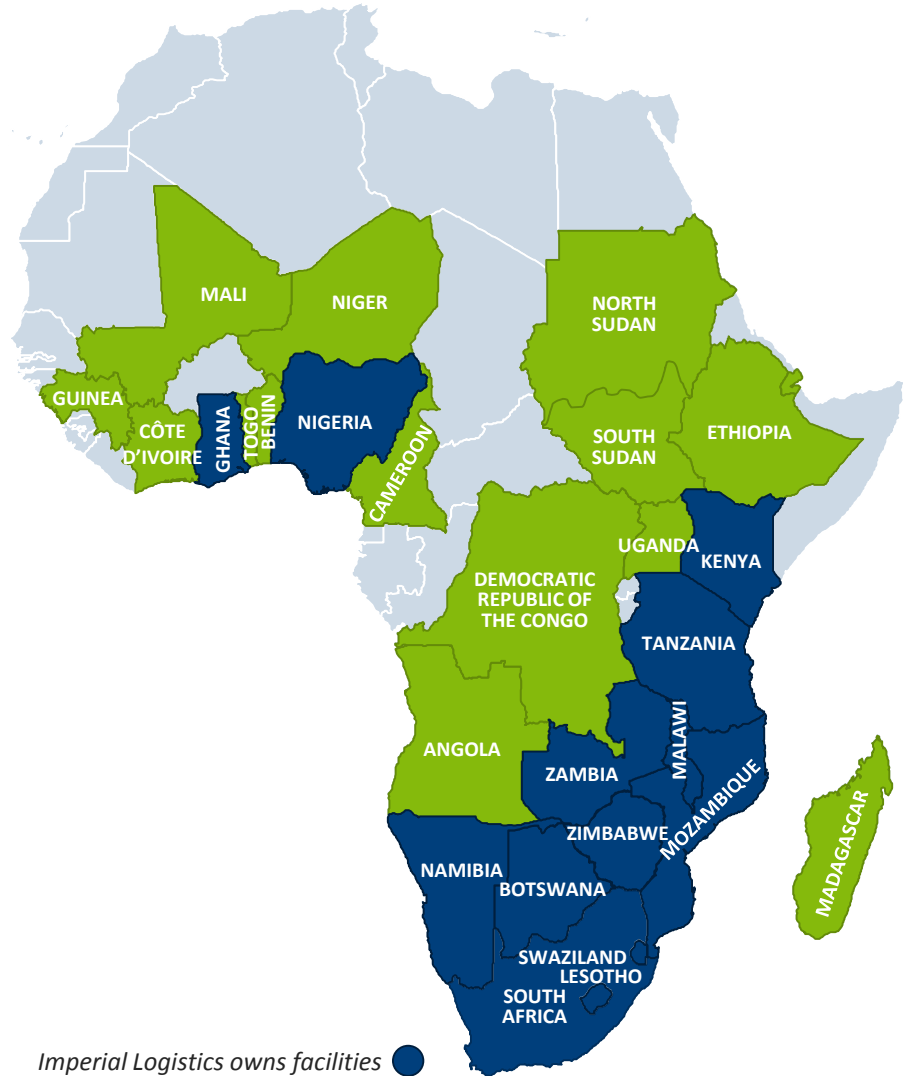 MALI
NIGER
NORTH
SUDAN
GUINEA
CÔTE
D'IVOIRE
GHANA
TOGO
BENIN
NIGERIA
CAMEROON
SOUTH
SUDAN
ETHIOPIA
UGANDA
KENYA
DEMOCRATIC
REPUBLIC OF
THE CONGO
TANZANIA
ANGOLA
ZAMBIA
MALAWI
MOZAMBIQUE
ZIMBABWE
MADAGASCAR
NAMIBIA
BOTSWANA
SWAZILAND
LESOTHO
SOUTH
AFRICA
Imperial Logistics owns facilities